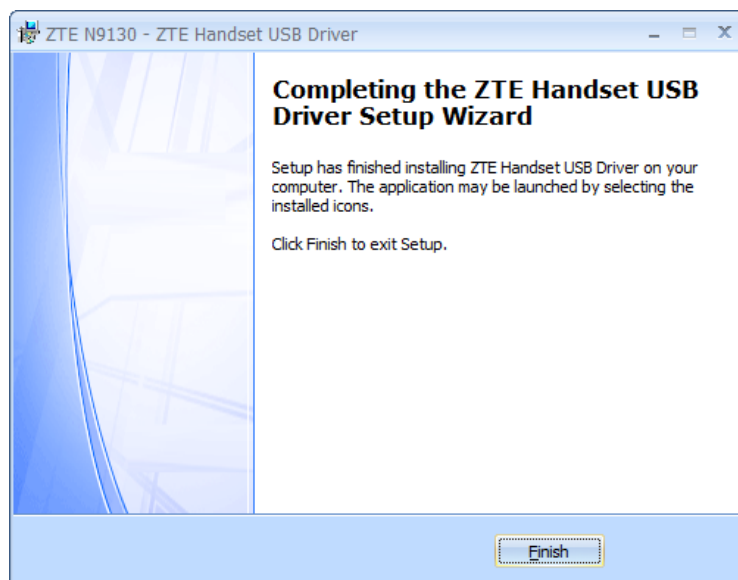 ZTE N9130 - ZTE Handset USB Driver
Completing the ZTE Handset USB
Driver Setup Wizard
Setup has finished installing ZTE Handset USB Driver on your
computer. The application may be launched by selecting the
installed icons.
Click Finish to exit Setup.
Finish